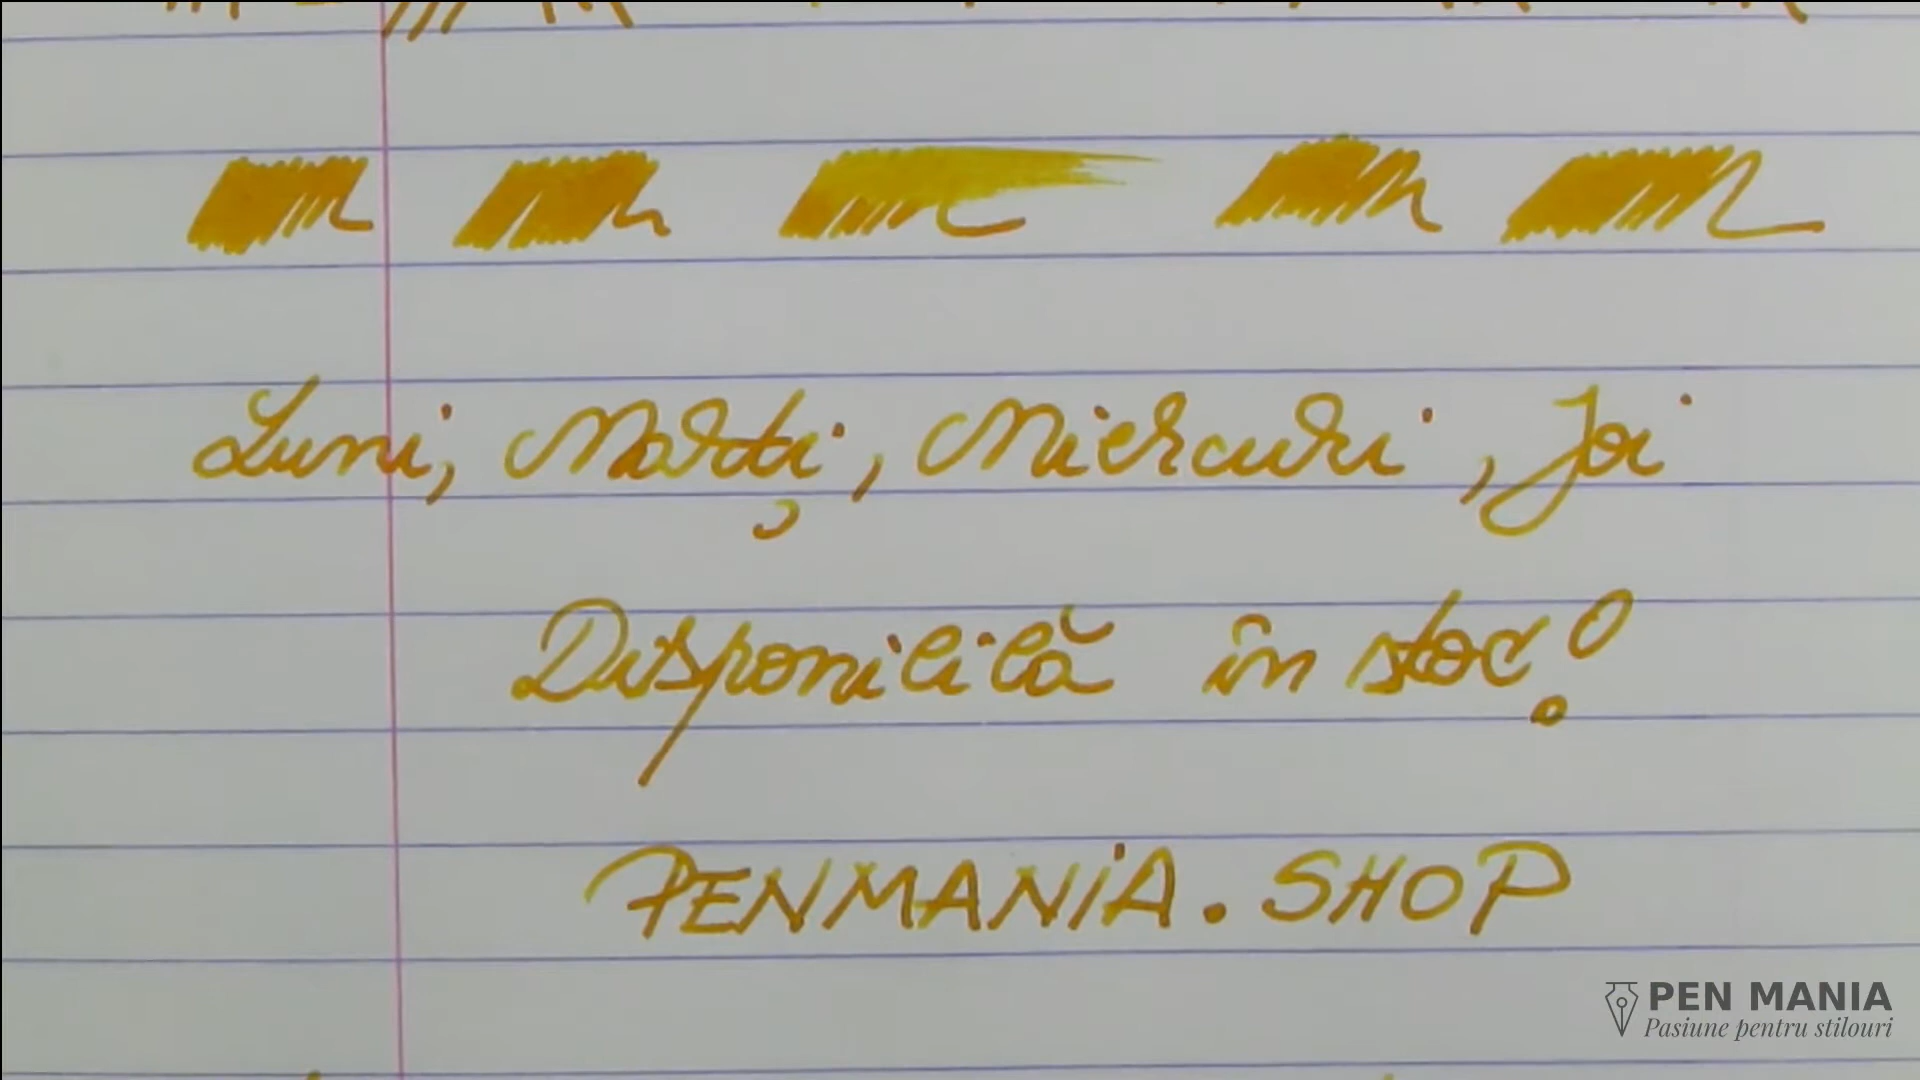 Luni, Marți, Miercuri, Joi
Disponibilă în stoc!
PENMANiA.SHOP
PEN MANIA
Pasiune pentru stilouri